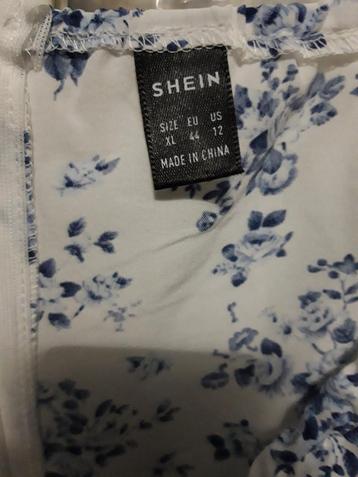 SHEIN
SIZE EU US
XL 44 12
MADE IN CHINA